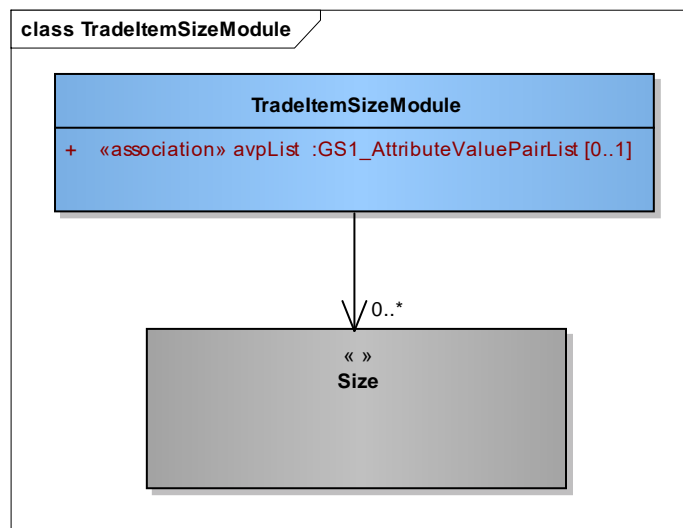 class TradeItemSizeModule
TradeItemSizeModule
+ «association» avpList :GS1_AttributeValuePairList [0..1]
0..*
« »
Size